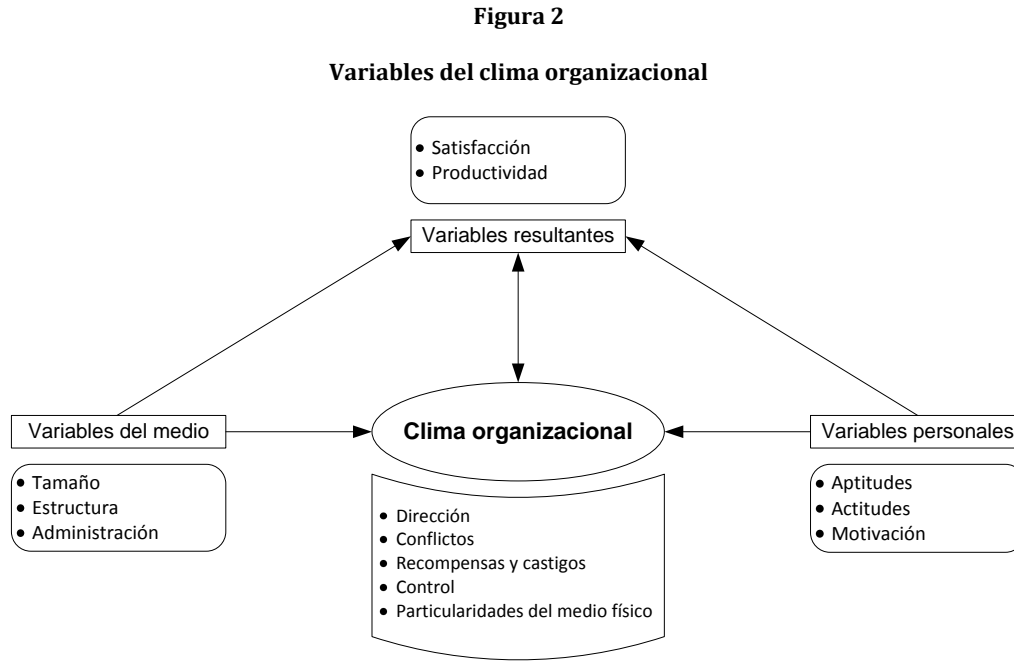 Figura 2
Variables del clima organizacional
• Satisfacción
• Productividad
Variables resultantes
Variables del medio
Clima organizacional
Variables personales
• Tamaño
• Estructura
• Administración
• Dirección
• Conflictos
• Recompensas y castigos
• Control
• Particularidades del medio físico
• Aptitudes
• Actitudes
• Motivación